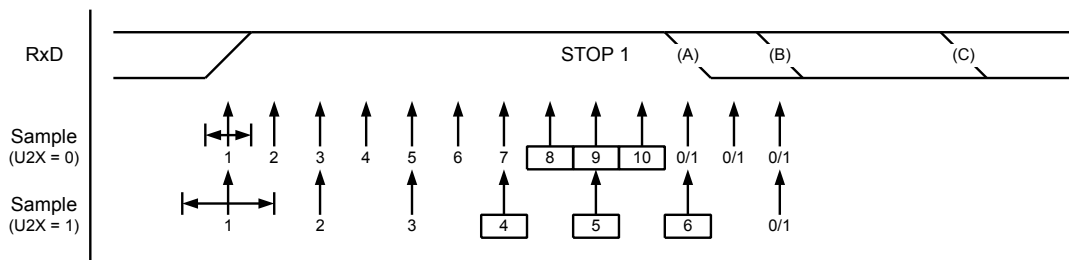 RxD STOP 1 (A) (B) (C)
Sample
(U2X = 0)
1 2 3 4 5 6 7 8 9 10 0/1 0/1 0/1
Sample
(U2X = 1)
1 2 3 4 5 6 0/1